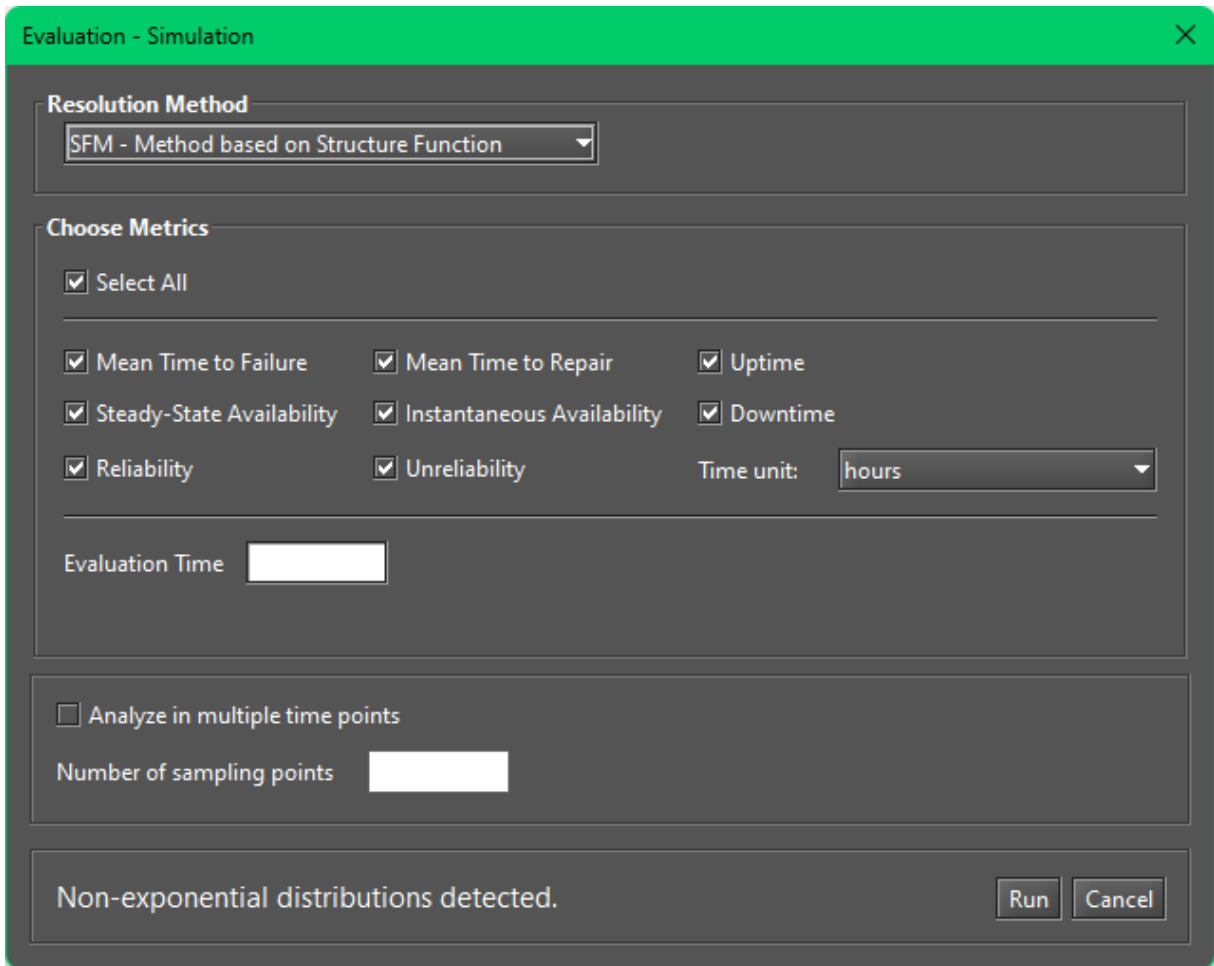 Evaluation - Simulation
Resolution Method
SFM - Method based on Structure Function
Choose Metrics
Select All
Mean Time to Failure Mean Time to Repair Uptime
Steady-State Availability Instantaneous Availability Downtime
Reliability Unreliability Time unit: hours
Evaluation Time
Analyze in multiple time points
Number of sampling points
Non-exponential distributions detected. Run Cancel